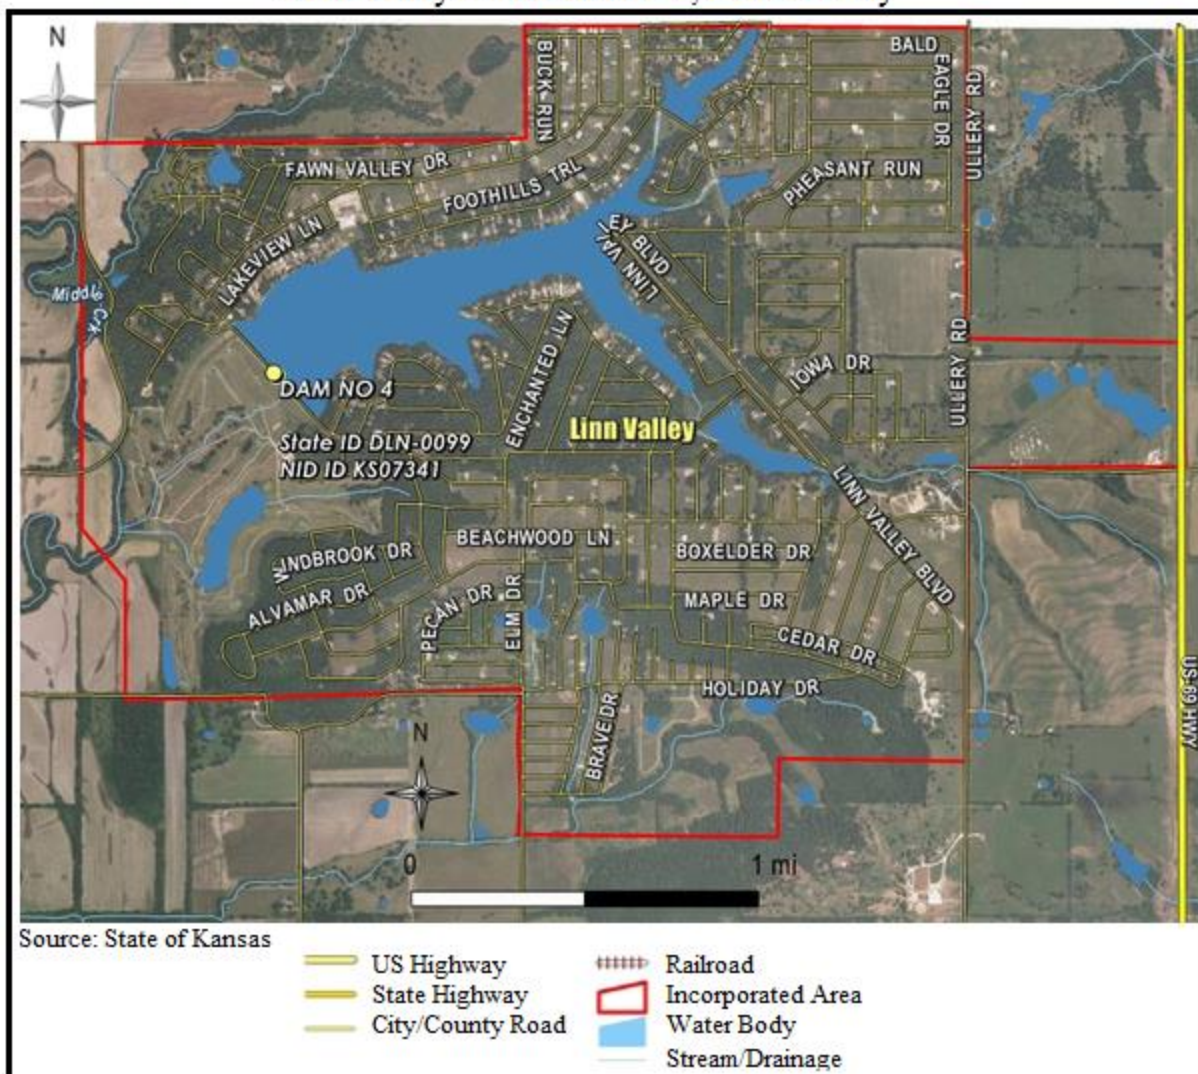 N
BUCK RUN
BALD
EAGLE DR
ULLERY RD
FAWN VALLEY DR
FOOTHILLS TRL
PHEASANT RUN
LAKEVIEW LN
LINN VAL
EY BLVD
Middle Crk
ENCHANTED LN
IOWA DR
ULLERY RD
DAM NO 4
Linn Valley
State ID DLN-0099
NID ID KS07341
LINN VALLEY BLVD
WINDBROOK DR
BEACHWOOD LN
BOXELDER DR
ALVAMAR DR
PECAN DR
ELM DR
MAPLE DR
CEDAR DR
HOLIDAY DR
BRAVE DR
US-69 HWY
N
0 1 mi
Source: State of Kansas
US Highway
State Highway
City/County Road
Railroad
Incorporated Area
Water Body
Stream/Drainage